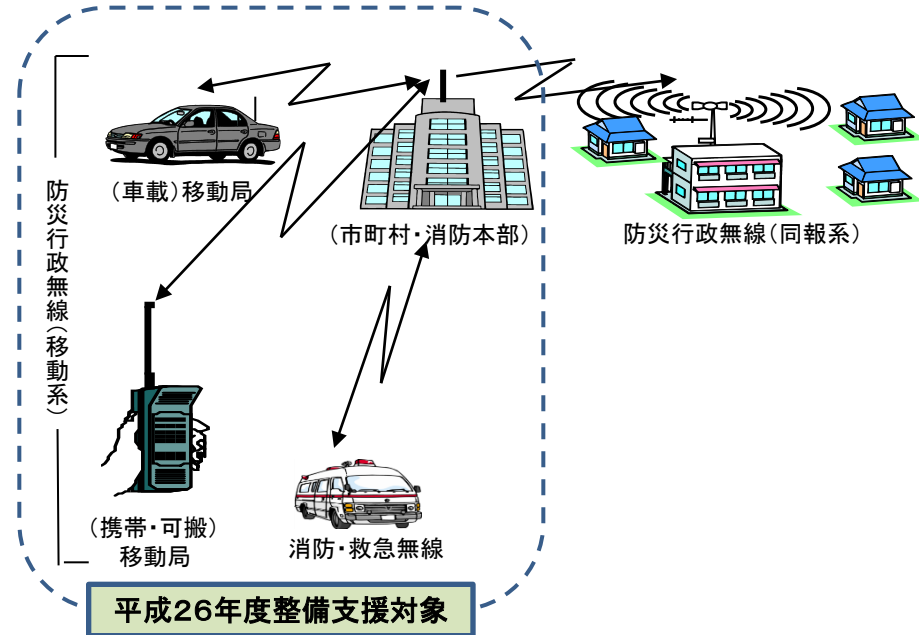 防災行政無線(移動系)
(車載)移動局
(市町村・消防本部)
防災行政無線(同報系)
(携帯・可搬)
移動局
消防・救急無線
平成26年度整備支援対象